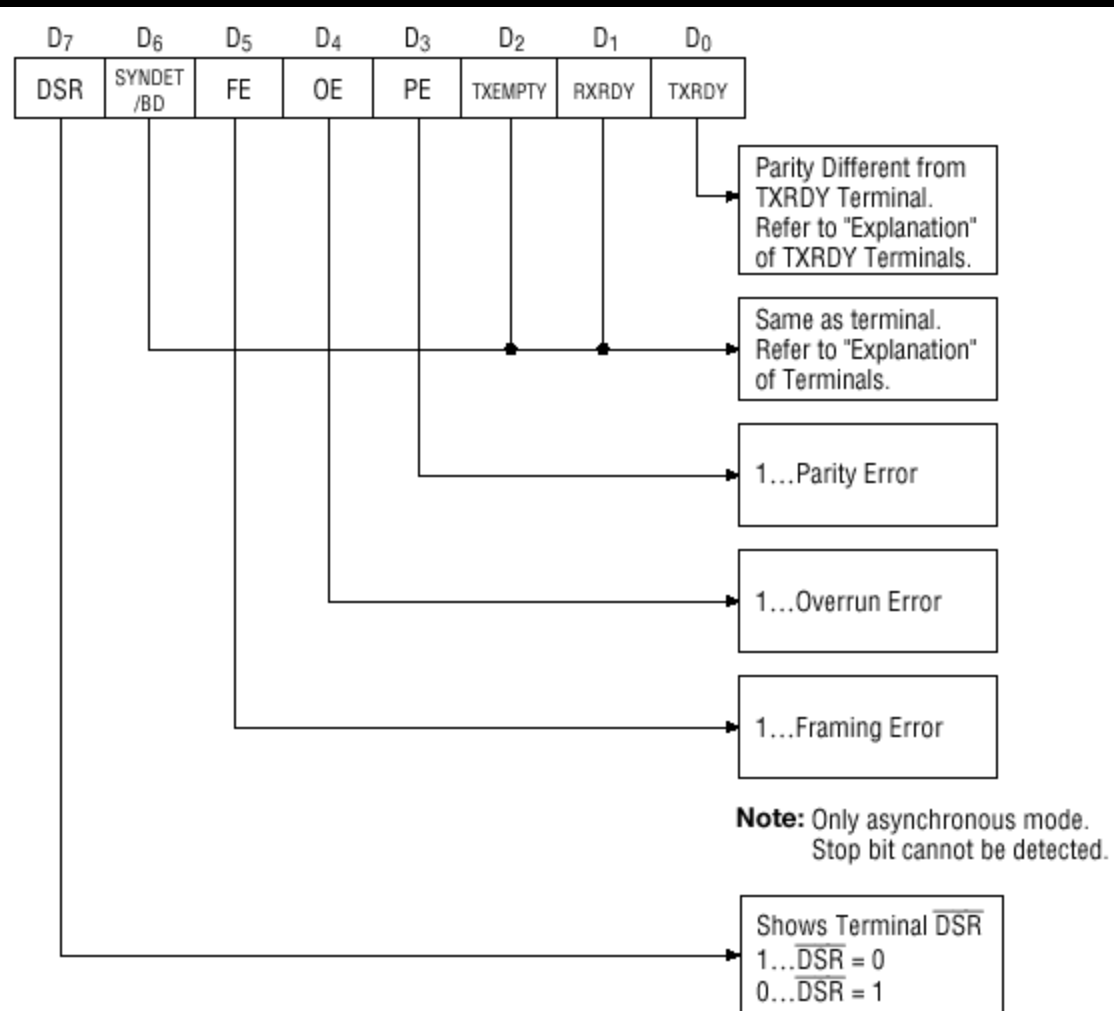 D7 D6 D5 D4 D3 D2 D1 D0
DSR SYNDET /BD FE OE PE TXEMPTY RXRDY TXRDY
Parity Different from
TXRDY Terminal.
Refer to "Explanation"
of TXRDY Terminals.
Same as terminal.
Refer to "Explanation"
of Terminals.
1...Parity Error
1...Overrun Error
1...Framing Error
Note: Only asynchronous mode.
Stop bit cannot be detected.
Shows Terminal D̅S̅R̅
1...D̅S̅R̅ = 0
0...D̅S̅R̅ = 1